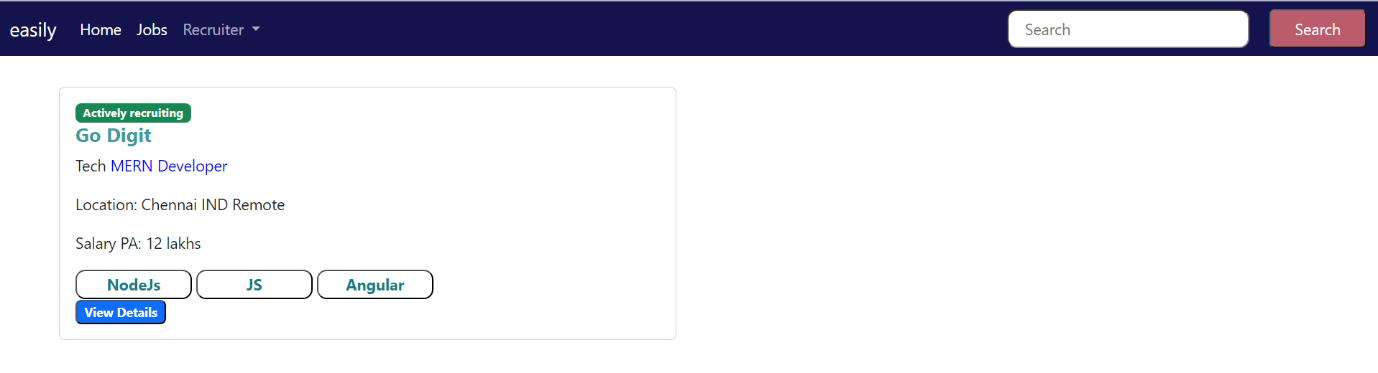 easily Home Jobs Recruiter Search Search
Actively recruiting
Go Digit
Tech MERN Developer
Location: Chennai IND Remote
Salary PA: 12 lakhs
NodeJs JS Angular
View Details